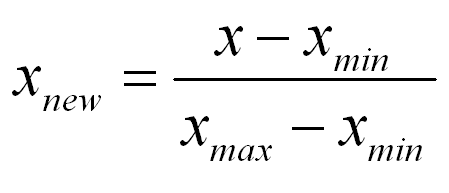 x_new = (x − x_min) / (x_max − x_min)